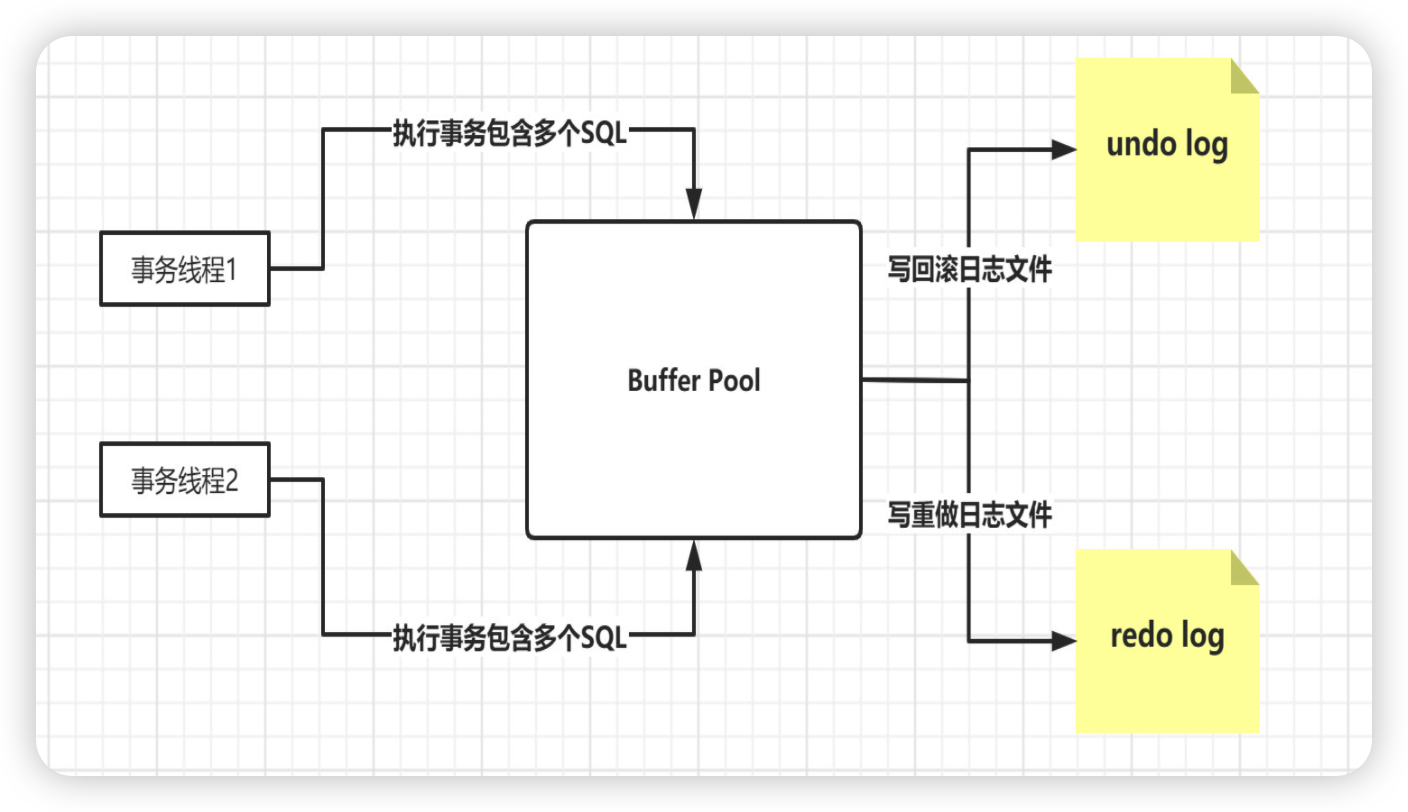 执行事务包含多个SQL
undo log
事务线程1
写回滚日志文件
Buffer Pool
事务线程2
写重做日志文件
执行事务包含多个SQL
redo log